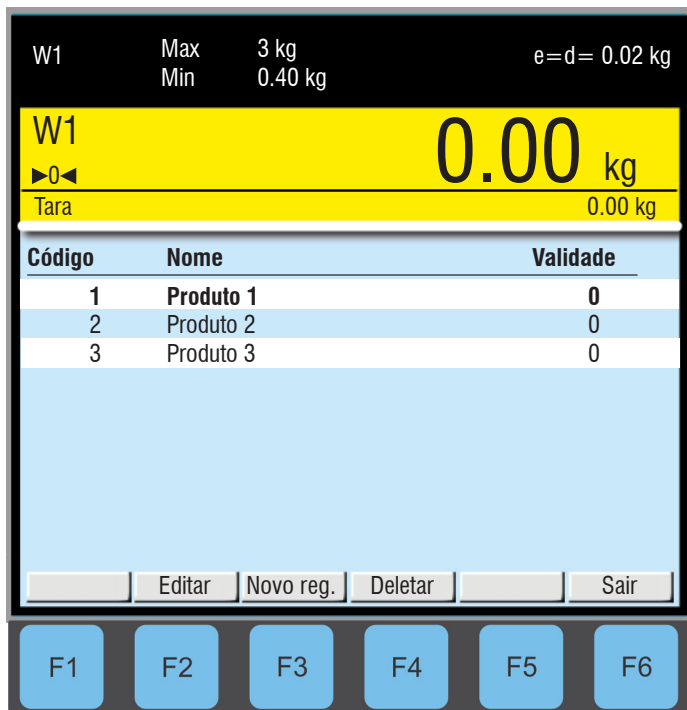 W1 Max 3 kg e=d= 0.02 kg
Min 0.40 kg
W1 0.00 kg
►0◄
Tara 0.00 kg
Código Nome Validade
1 Produto 1 0
2 Produto 2 0
3 Produto 3 0
Editar Novo reg. Deletar Sair
F1 F2 F3 F4 F5 F6